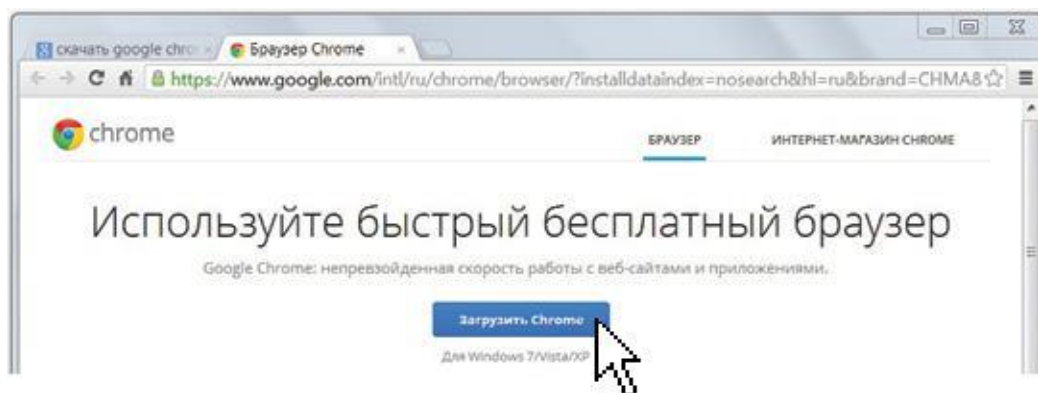 скачать google chro
Браузер Chrome
https://www.google.com/intl/ru/chrome/browser/?installdataindex=nosearch&hl=ru&brand=CHMA8
chrome
БРАУЗЕР
ИНТЕРНЕТ-МАГАЗИН CHROME
Используйте быстрый бесплатный браузер
Google Chrome: непревзойденная скорость работы с веб-сайтами и приложениями.
Загрузить Chrome
Для Windows 7/Vista/XP